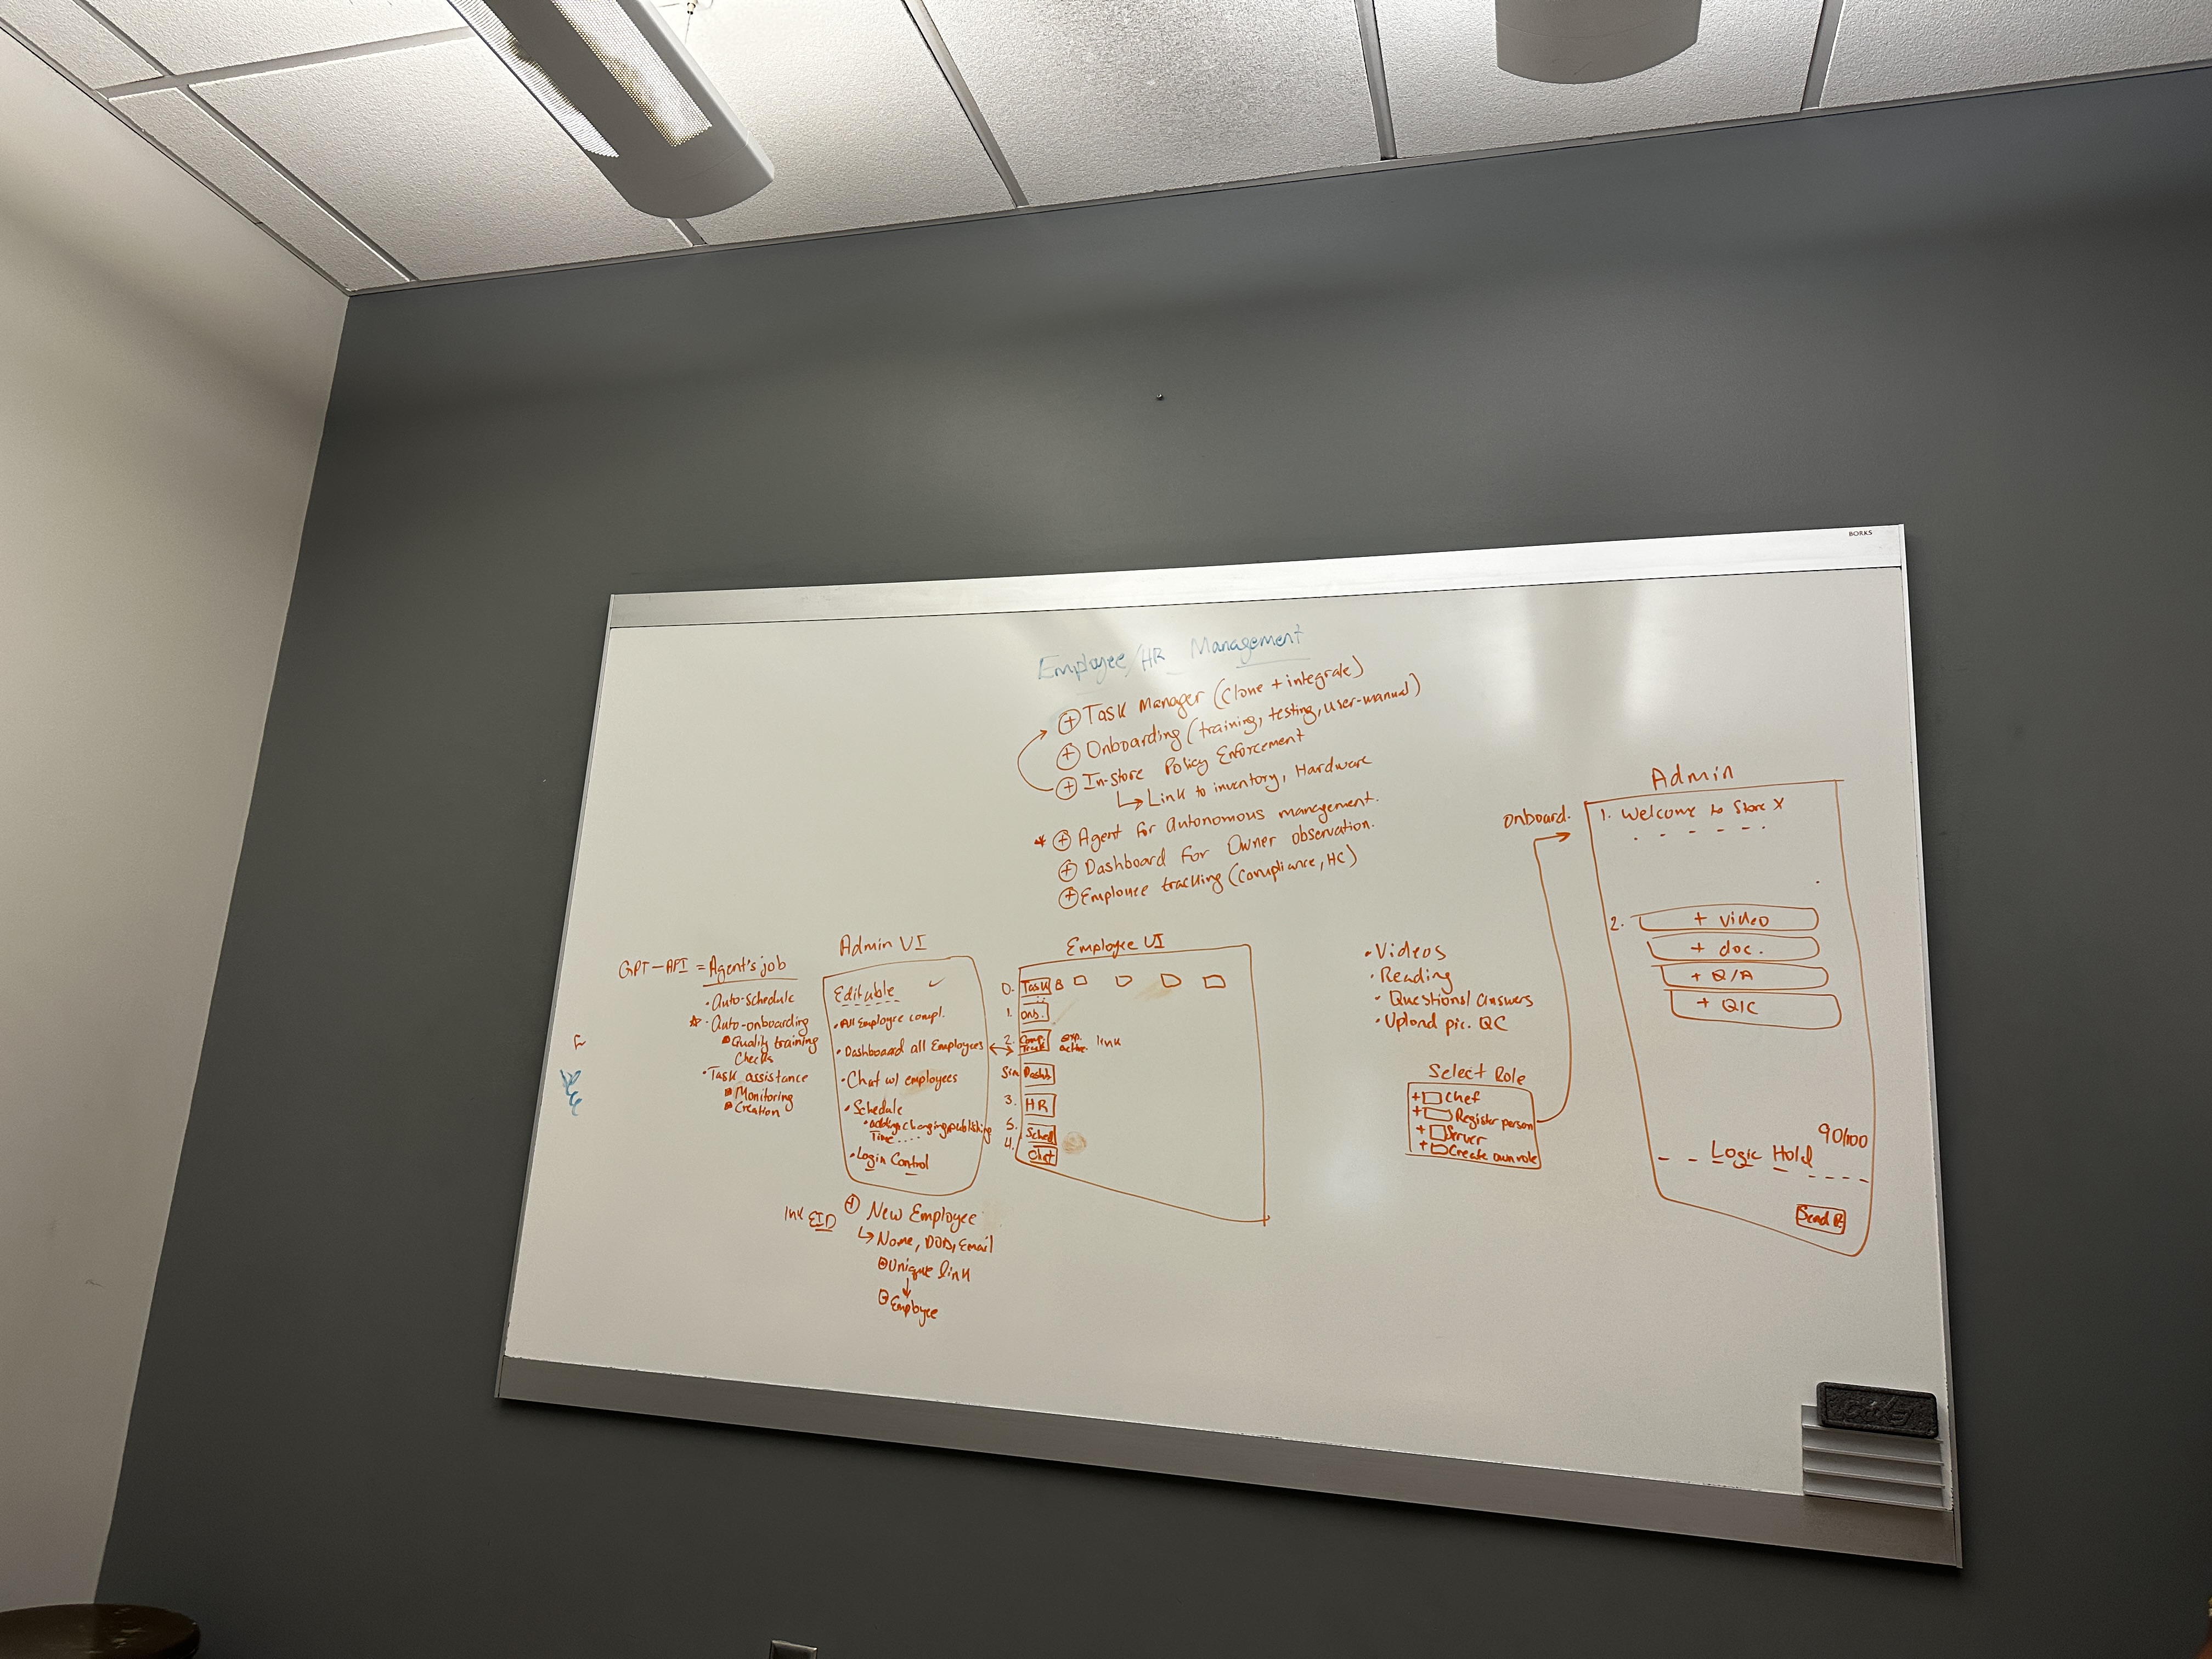 BORKS
Employee/HR Management
+ Task Manager (clone + integrate)
+ Onboarding (training, testing, user-manual)
+ In-store Policy Enforcement
↳ Link to inventory, Hardware
* + Agent for Autonomous management.
+ Dashboard for Owner observation.
+ Employee tracking (compliance, HC)
GPT-API = Agent's job
• Auto-schedule
☆ • Auto-onboarding
Quality training
Checks
• Task assistance
Monitoring
Creation
Admin UI
Editable ✓
• All Employee compl.
• Dashboard all Employees
• Chat w/ employees
• Schedule
• adding, changing, publishing
Time ....
• Login Control
Ink EID
+ New Employee
↳ Name, DOB, Email
Unique link
↓
Employee
Employee UI
0. Task B
1. Onb.
2. Comp. Track exp. active. link
Dashb
3. HR
5. Sched
4. Chat
• Videos
• Reading
• Questions/Answers
• Upload pic. QC
Select Role
+ Chef
+ Register person
+ Server
+ Create own role
onboard.
Admin
1. Welcome to Store X
2. + video
+ doc.
+ Q/A
+ Q/C
90/100
Logic Hold
Send